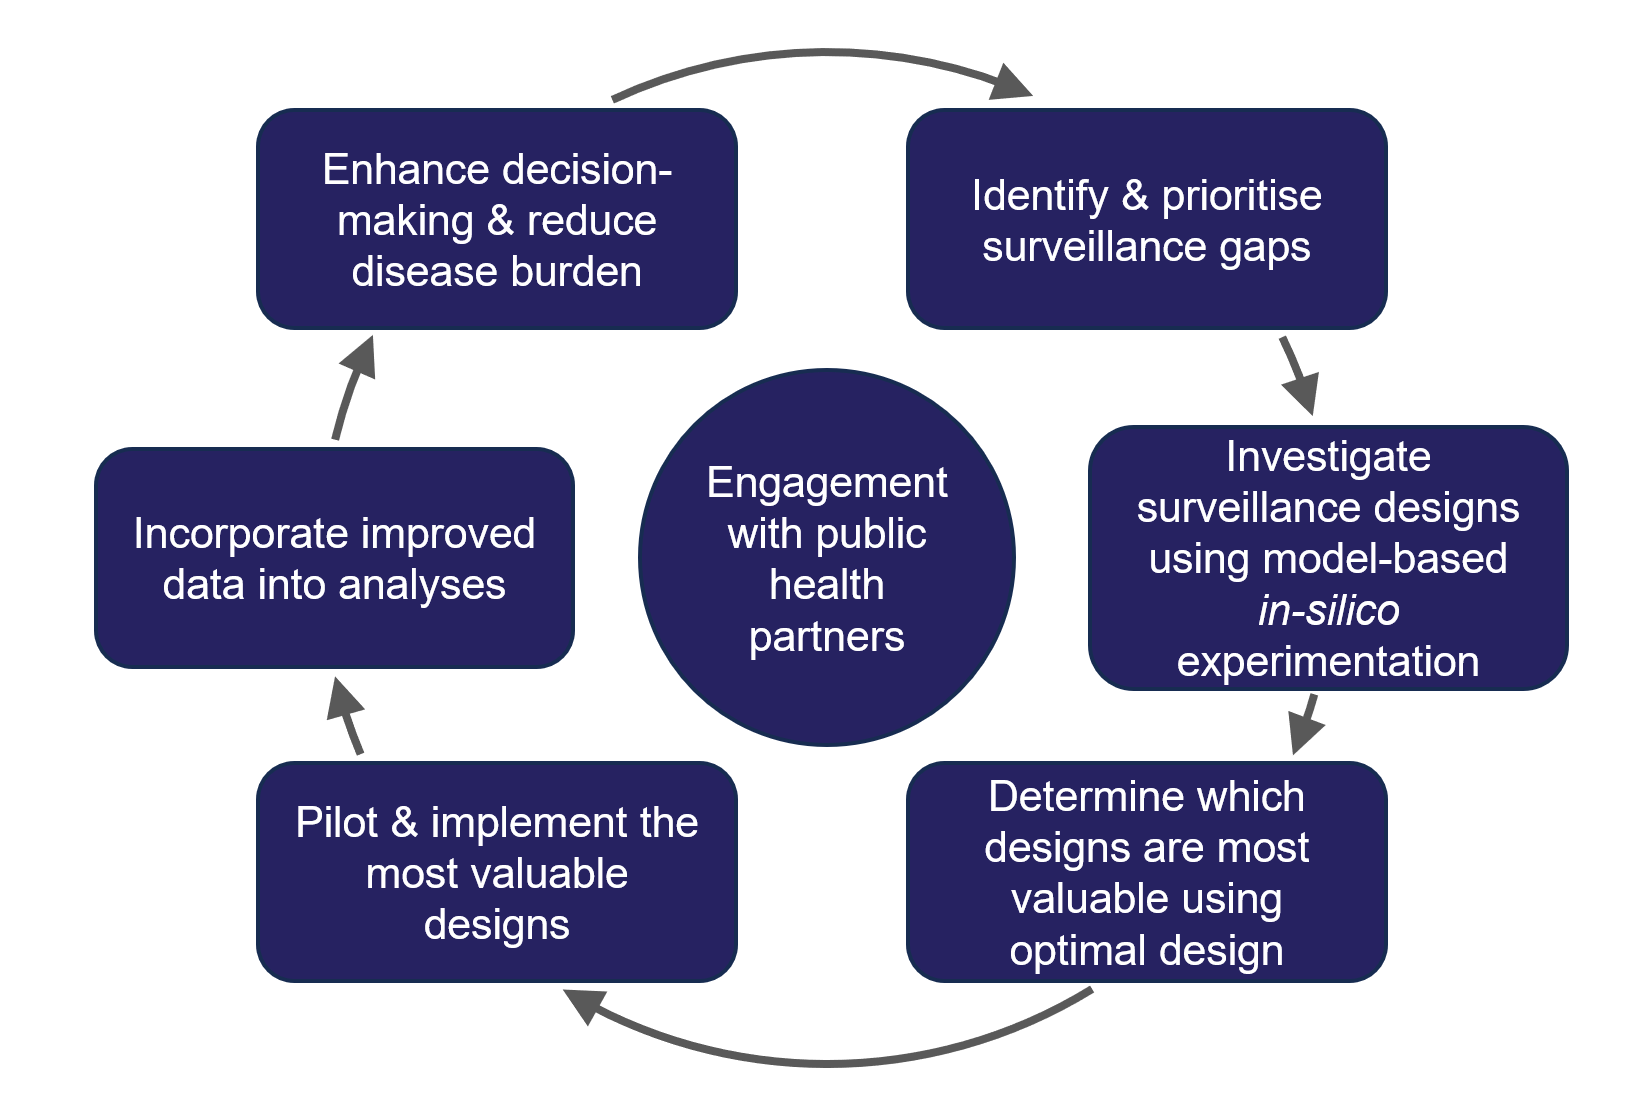 Enhance decision-
making & reduce
disease burden
Identify & prioritise
surveillance gaps
Investigate
surveillance designs
using model-based
in-silico
experimentation
Determine which
designs are most
valuable using
optimal design
Pilot & implement the
most valuable
designs
Incorporate improved
data into analyses
Engagement
with public
health
partners